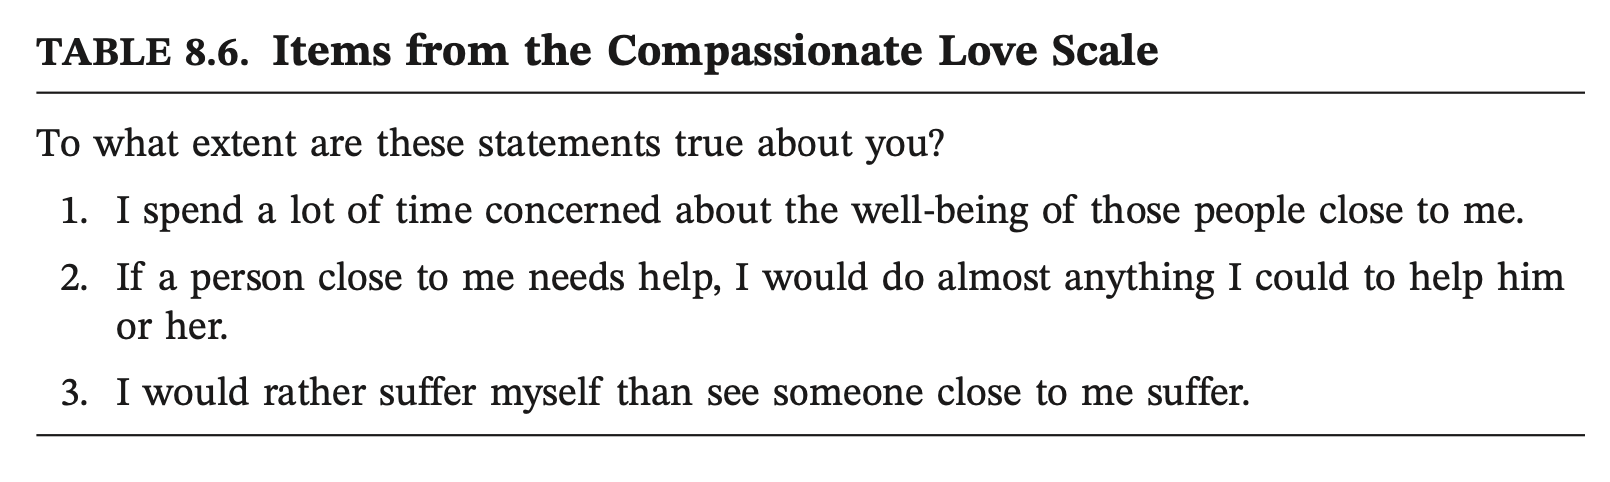 TABLE 8.6. Items from the Compassionate Love Scale
To what extent are these statements true about you?
1. I spend a lot of time concerned about the well-being of those people close to me.
2. If a person close to me needs help, I would do almost anything I could to help him
or her.
3. I would rather suffer myself than see someone close to me suffer.